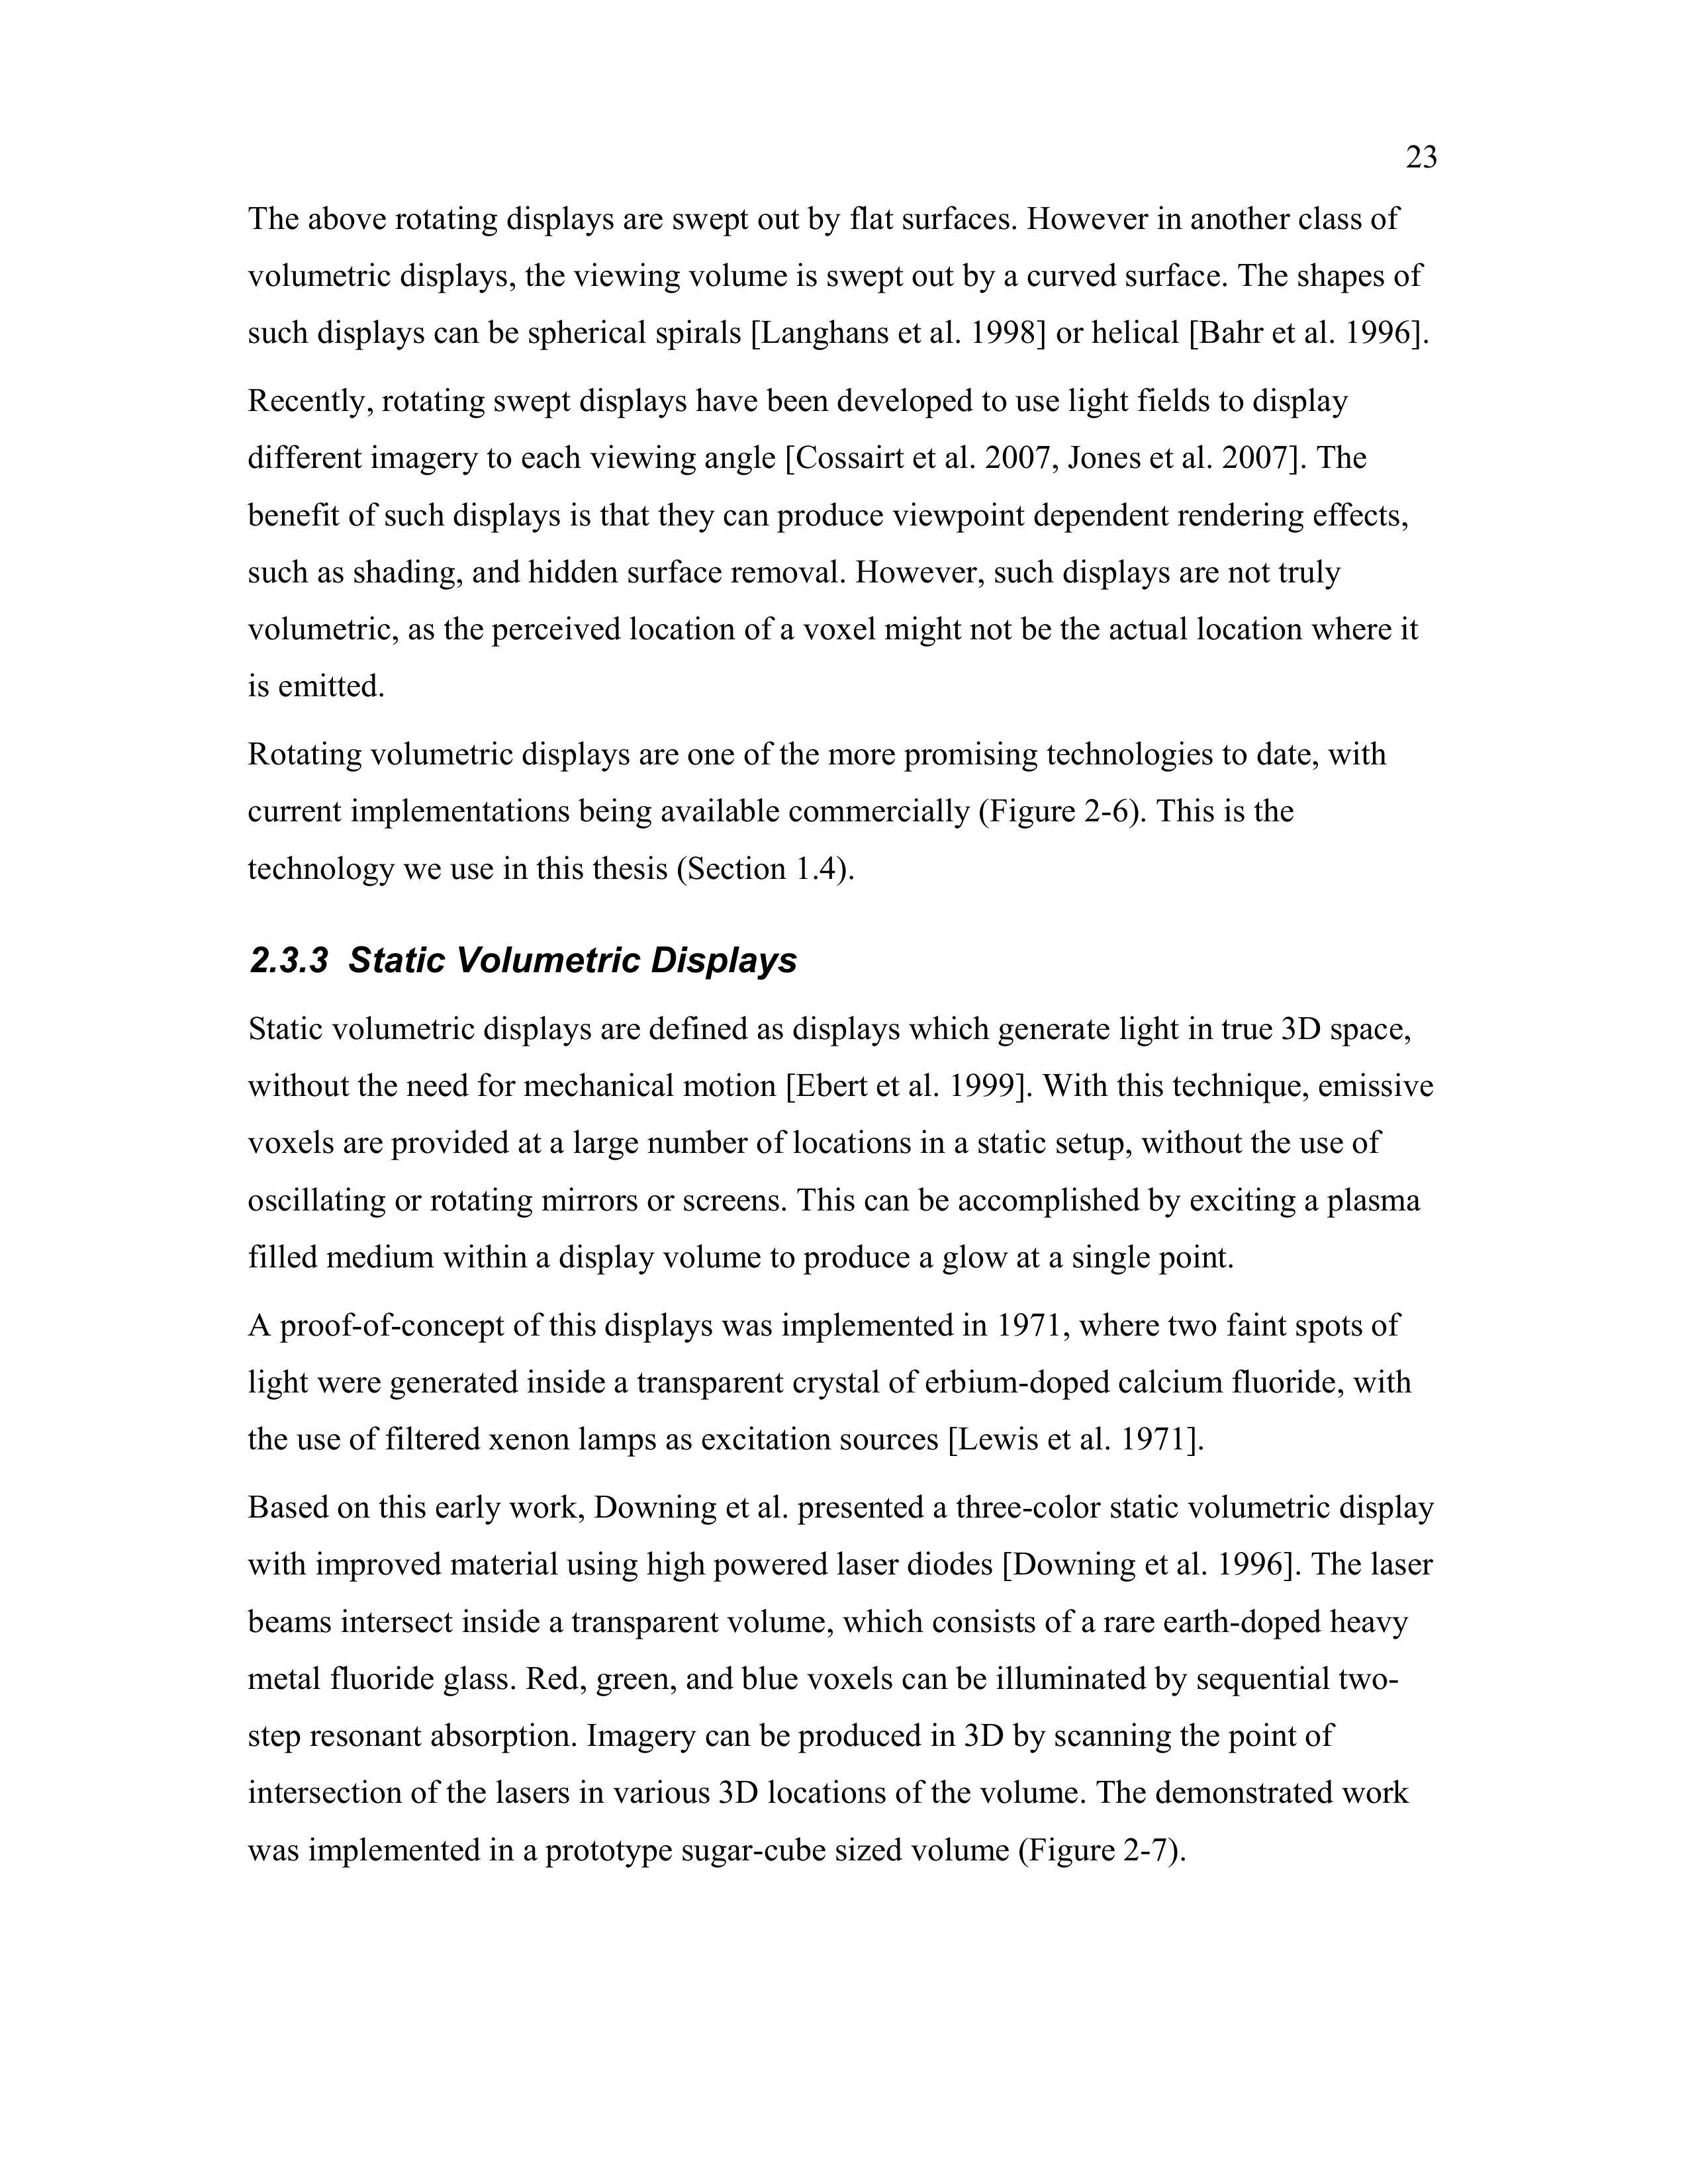 23
The above rotating displays are swept out by flat surfaces. However in another class of
volumetric displays, the viewing volume is swept out by a curved surface. The shapes of
such displays can be spherical spirals [Langhans et al. 1998] or helical [Bahr et al. 1996].
Recently, rotating swept displays have been developed to use light fields to display
different imagery to each viewing angle [Cossairt et al. 2007, Jones et al. 2007]. The
benefit of such displays is that they can produce viewpoint dependent rendering effects,
such as shading, and hidden surface removal. However, such displays are not truly
volumetric, as the perceived location of a voxel might not be the actual location where it
is emitted.
Rotating volumetric displays are one of the more promising technologies to date, with
current implementations being available commercially (Figure 2-6). This is the
technology we use in this thesis (Section 1.4).
2.3.3 Static Volumetric Displays
Static volumetric displays are defined as displays which generate light in true 3D space,
without the need for mechanical motion [Ebert et al. 1999]. With this technique, emissive
voxels are provided at a large number of locations in a static setup, without the use of
oscillating or rotating mirrors or screens. This can be accomplished by exciting a plasma
filled medium within a display volume to produce a glow at a single point.
A proof-of-concept of this displays was implemented in 1971, where two faint spots of
light were generated inside a transparent crystal of erbium-doped calcium fluoride, with
the use of filtered xenon lamps as excitation sources [Lewis et al. 1971].
Based on this early work, Downing et al. presented a three-color static volumetric display
with improved material using high powered laser diodes [Downing et al. 1996]. The laser
beams intersect inside a transparent volume, which consists of a rare earth-doped heavy
metal fluoride glass. Red, green, and blue voxels can be illuminated by sequential two-
step resonant absorption. Imagery can be produced in 3D by scanning the point of
intersection of the lasers in various 3D locations of the volume. The demonstrated work
was implemented in a prototype sugar-cube sized volume (Figure 2-7).